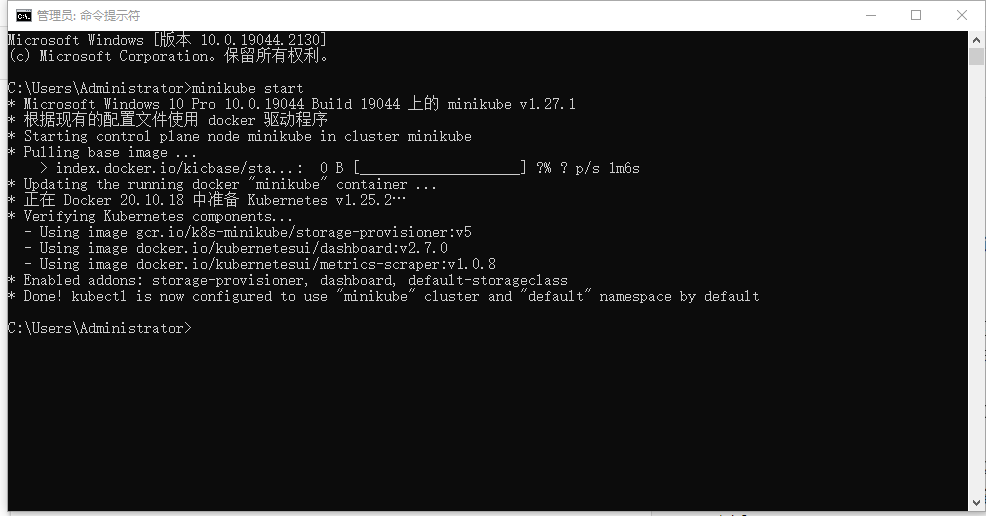 管理员: 命令提示符
Microsoft Windows [版本 10.0.19044.2130]
(c) Microsoft Corporation。保留所有权利。
C:\Users\Administrator>minikube start
* Microsoft Windows 10 Pro 10.0.19044 Build 19044 上的 minikube v1.27.1
* 根据现有的配置文件使用 docker 驱动程序
* Starting control plane node minikube in cluster minikube
* Pulling base image ...
    > index.docker.io/kicbase/sta...:  0 B [____________________] ?% ? p/s 1m6s
* Updating the running docker "minikube" container ...
* 正在 Docker 20.10.18 中准备 Kubernetes v1.25.2…
* Verifying Kubernetes components...
  - Using image gcr.io/k8s-minikube/storage-provisioner:v5
  - Using image docker.io/kubernetesui/dashboard:v2.7.0
  - Using image docker.io/kubernetesui/metrics-scraper:v1.0.8
* Enabled addons: storage-provisioner, dashboard, default-storageclass
* Done! kubectl is now configured to use "minikube" cluster and "default" namespace by default
C:\Users\Administrator>